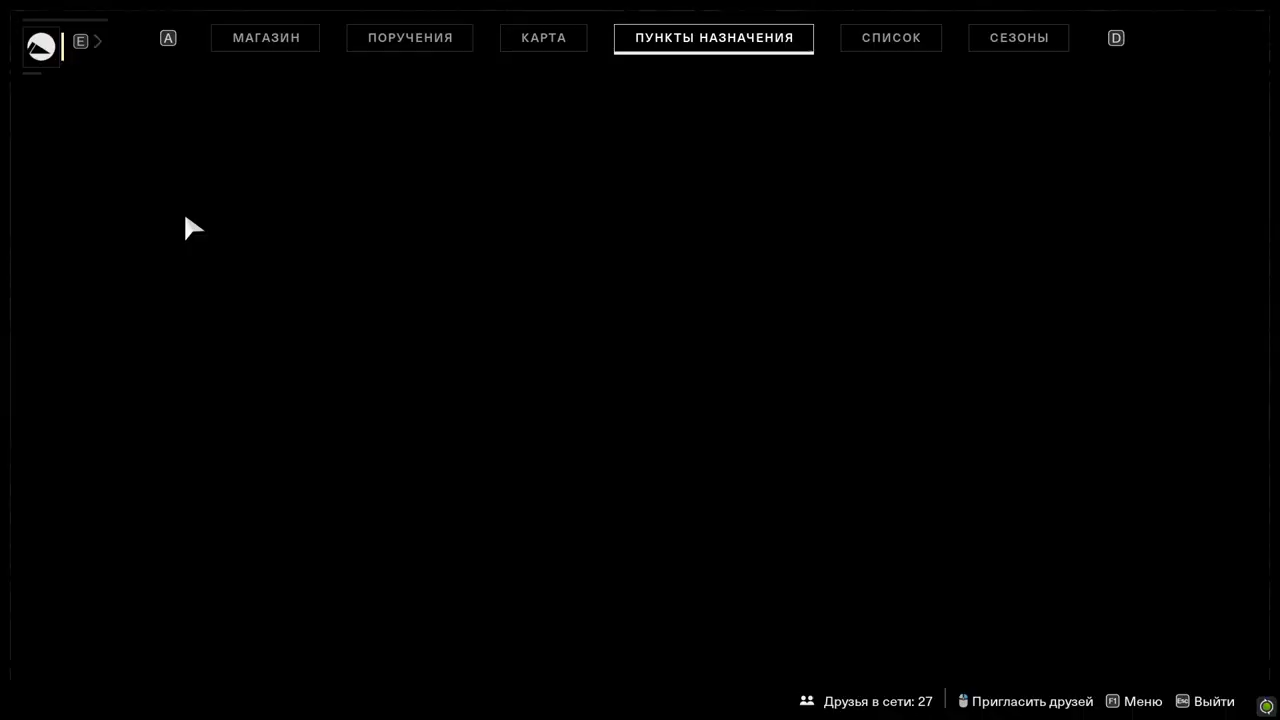 E
A
МАГАЗИН
ПОРУЧЕНИЯ
КАРТА
ПУНКТЫ НАЗНАЧЕНИЯ
СПИСОК
СЕЗОНЫ
D
Друзья в сети: 27
Пригласить друзей
F1 Меню
Esc Выйти